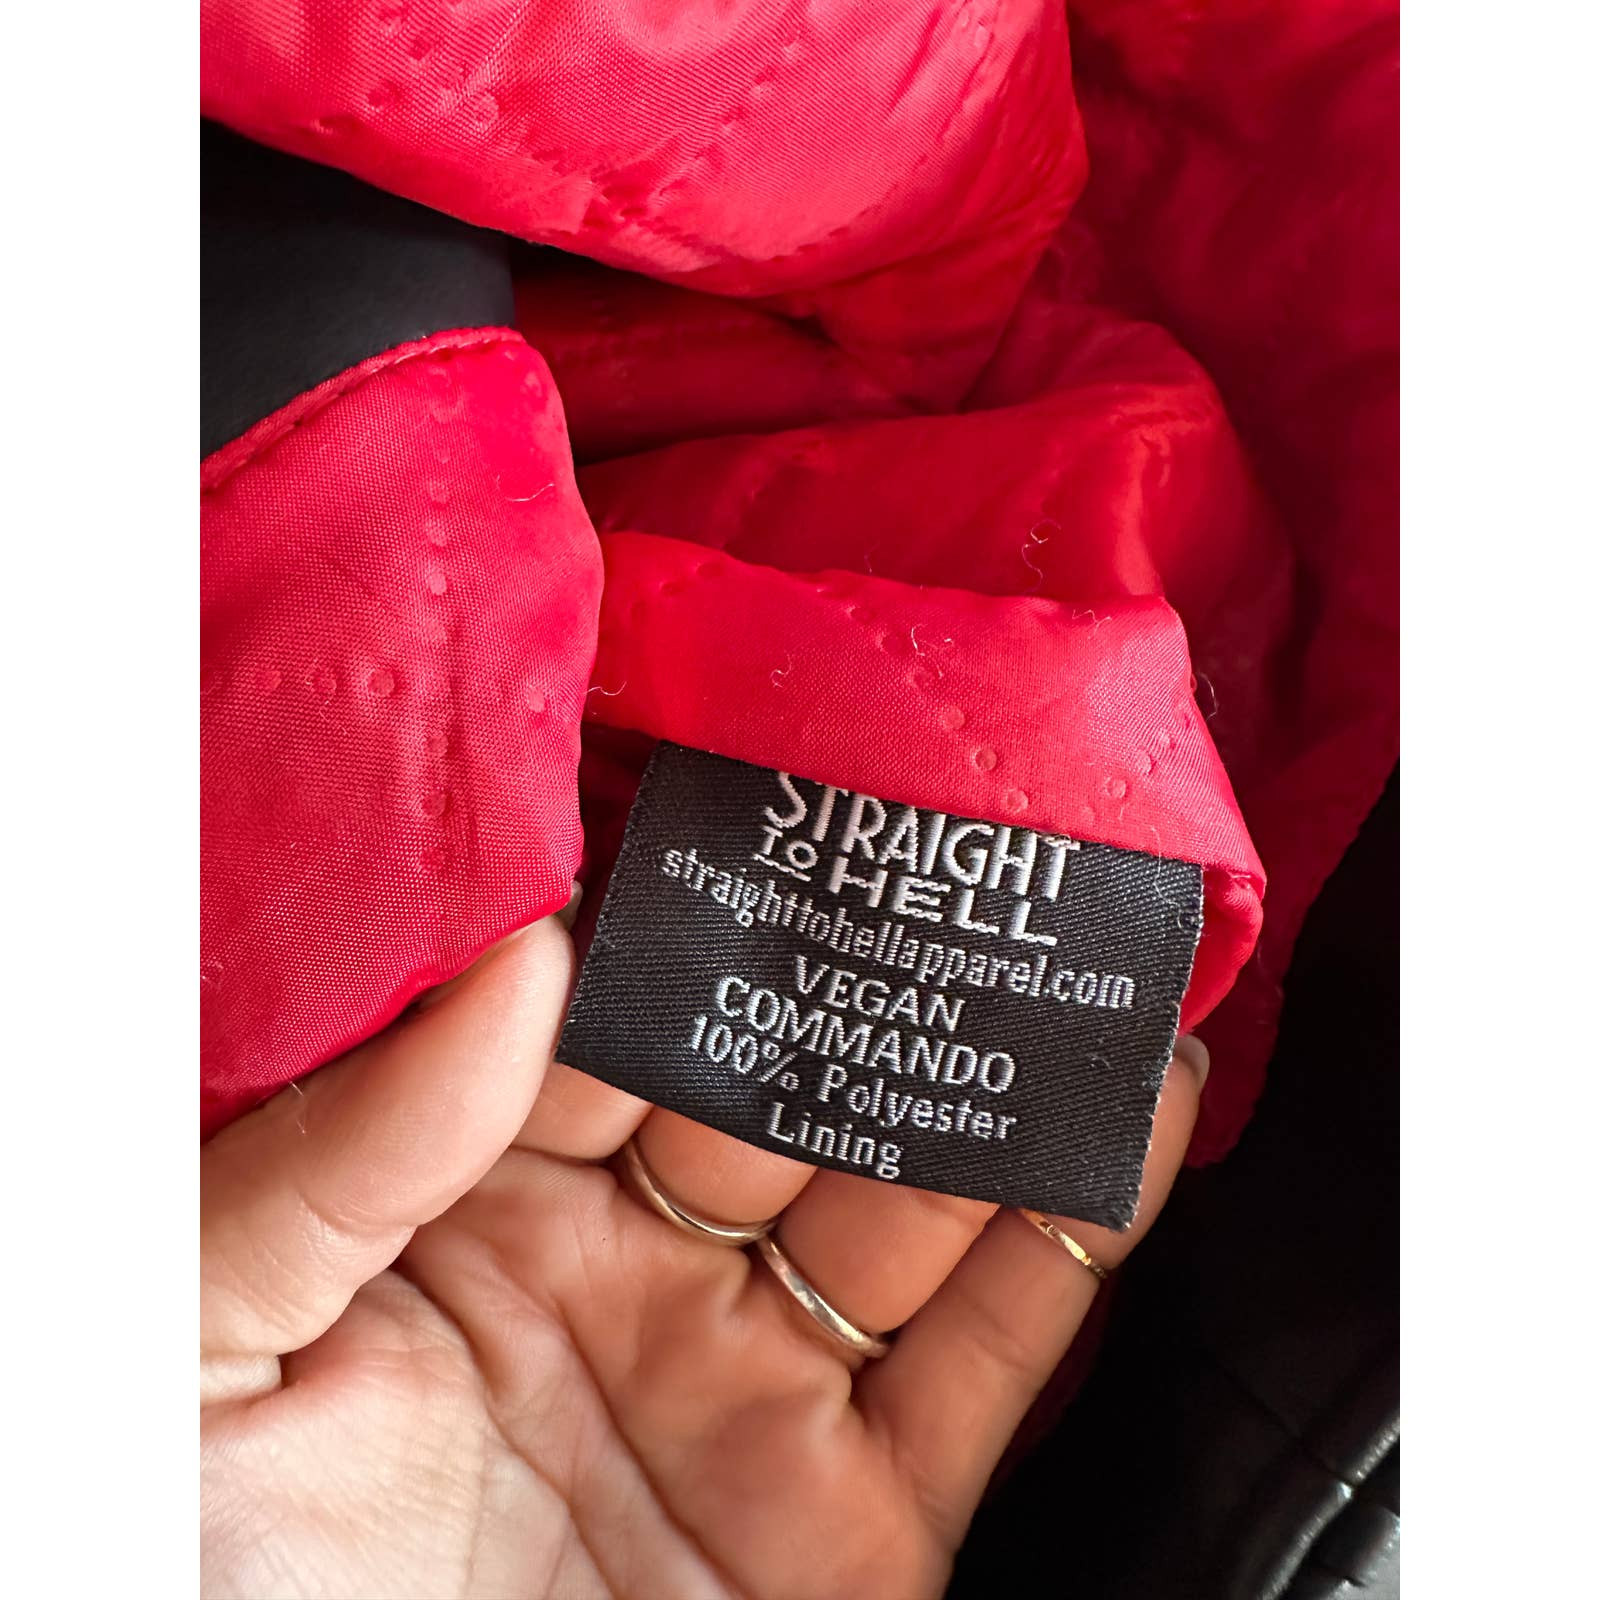 STRAIGHT
TO HELL
straighttohellapparel.com
VEGAN
COMMANDO
100% Polyester
Lining